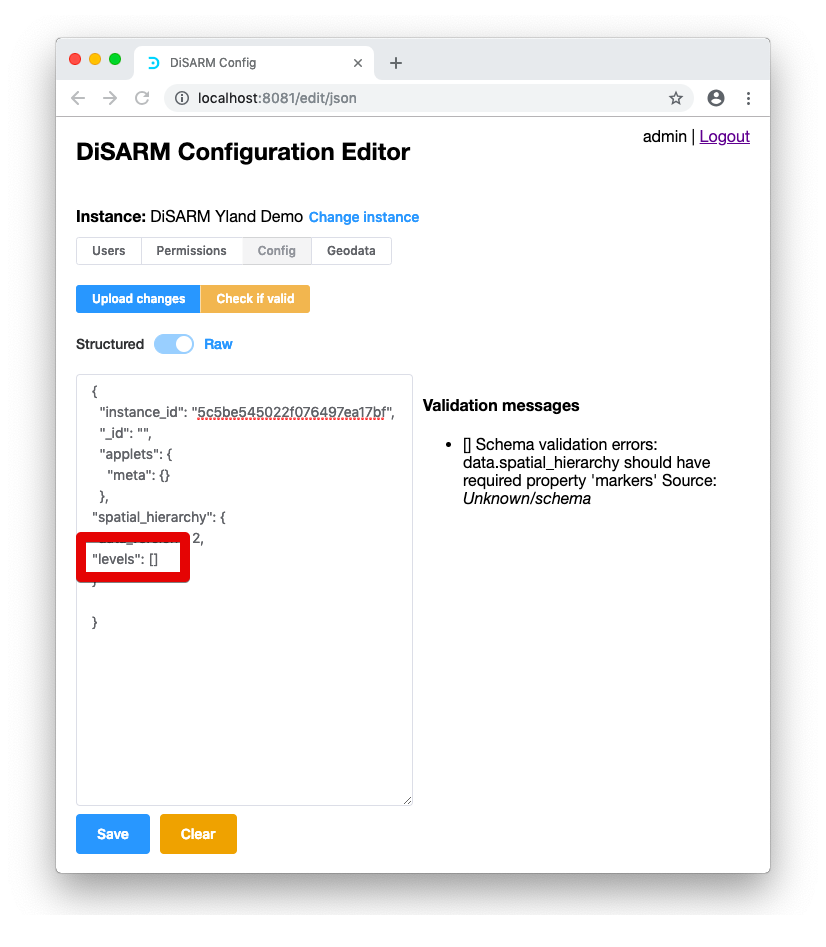 DiSARM Config
localhost:8081/edit/json
admin | Logout
DiSARM Configuration Editor
Instance: DiSARM Yland Demo Change instance
Users Permissions Config Geodata
Upload changes Check if valid
Structured Raw
{
"instance_id": "5c5be545022f076497ea17bf",
"_id": "",
"applets": {
"meta": {}
},
"spatial_hierarchy": {
2,
"levels": []
}
}
Validation messages
• [] Schema validation errors:
data.spatial_hierarchy should have
required property 'markers' Source:
Unknown/schema
Save Clear